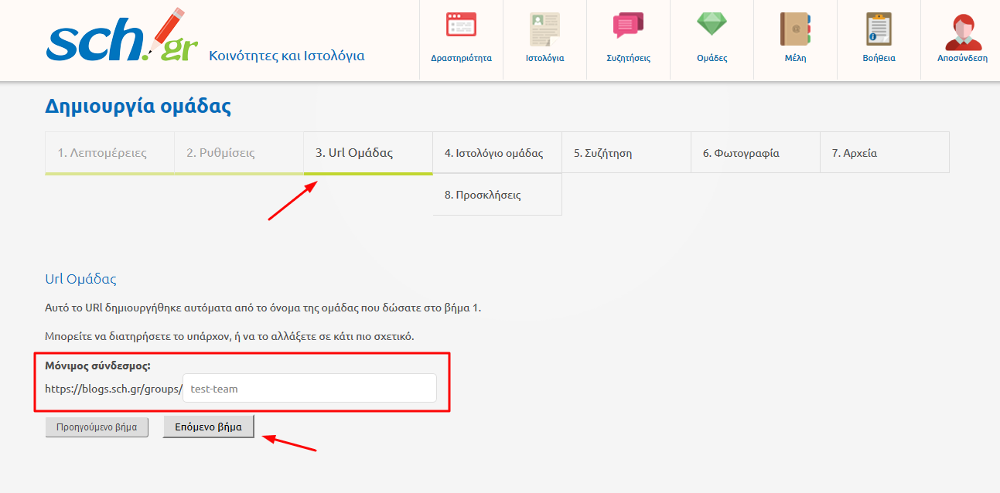 sch.gr Κοινότητες και Ιστολόγια
Δραστηριότητα Ιστολόγια Συζητήσεις Ομάδες Μέλη Βοήθεια Αποσύνδεση
Δημιουργία ομάδας
1. Λεπτομέρειες 2. Ρυθμίσεις 3. Url Ομάδας 4. Ιστολόγιο ομάδας 5. Συζήτηση 6. Φωτογραφία 7. Αρχεία
8. Προσκλήσεις
Url Ομάδας
Αυτό το URl δημιουργήθηκε αυτόματα από το όνομα της ομάδας που δώσατε στο βήμα 1.
Μπορείτε να διατηρήσετε το υπάρχον, ή να το αλλάξετε σε κάτι πιο σχετικό.
Μόνιμος σύνδεσμος:
https://blogs.sch.gr/groups/ test-team
Προηγούμενο βήμα Επόμενο βήμα